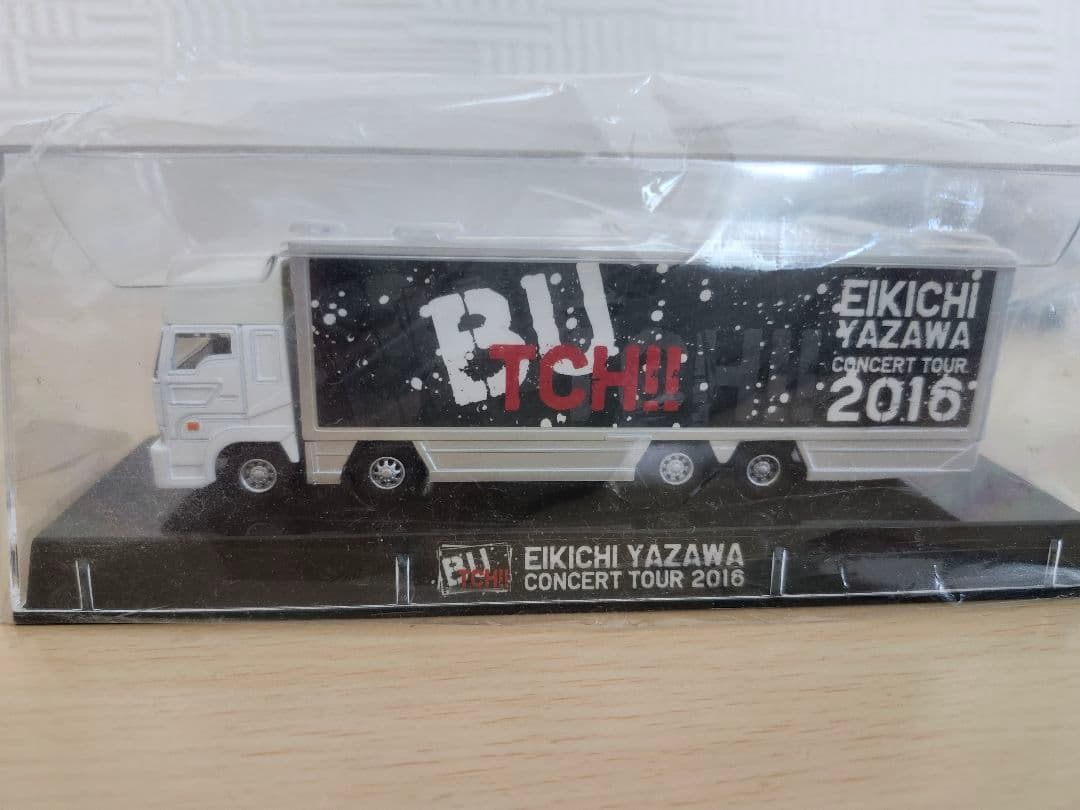 BU
TCH!!
EIKICHI
YAZAWA
CONCERT TOUR
2016
BU
TCH!!
EIKICHI YAZAWA
CONCERT TOUR 2016